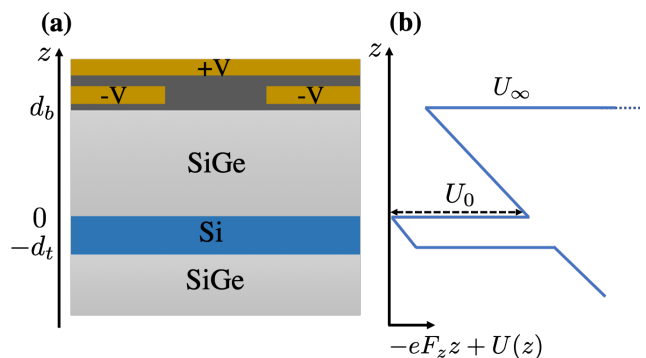 (a)
z
+V
-V
-V
d_b
SiGe
0
Si
−d_t
SiGe
(b)
z
U_∞
U_0
−eF_z z + U(z)